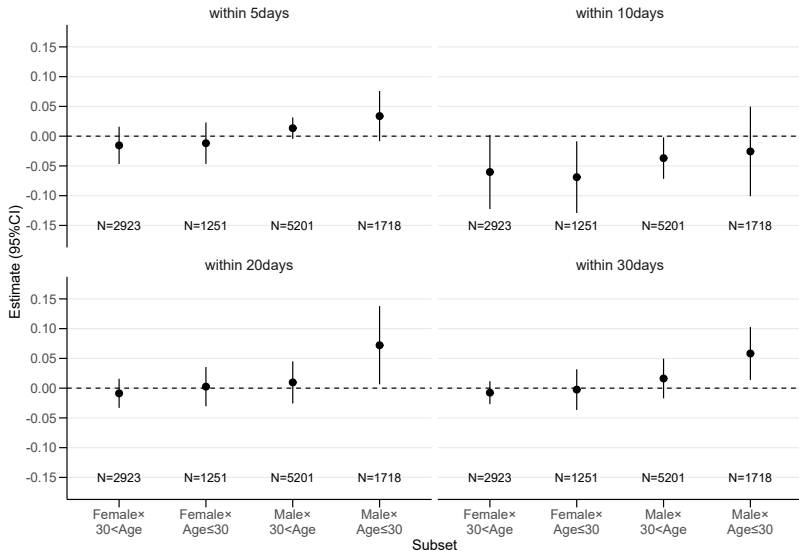 within 5days
within 10days
0.15
0.10
0.05
0.00
-0.05
-0.10
-0.15
N=2923 N=1251 N=5201 N=1718
N=2923 N=1251 N=5201 N=1718
Estimate (95%CI)
within 20days
within 30days
0.15
0.10
0.05
0.00
-0.05
-0.10
-0.15
N=2923 N=1251 N=5201 N=1718
N=2923 N=1251 N=5201 N=1718
Female× Female× Male× Male× Female× Female× Male× Male×
30<Age Age≤30 30<Age Age≤30 30<Age Age≤30 30<Age Age≤30
Subset